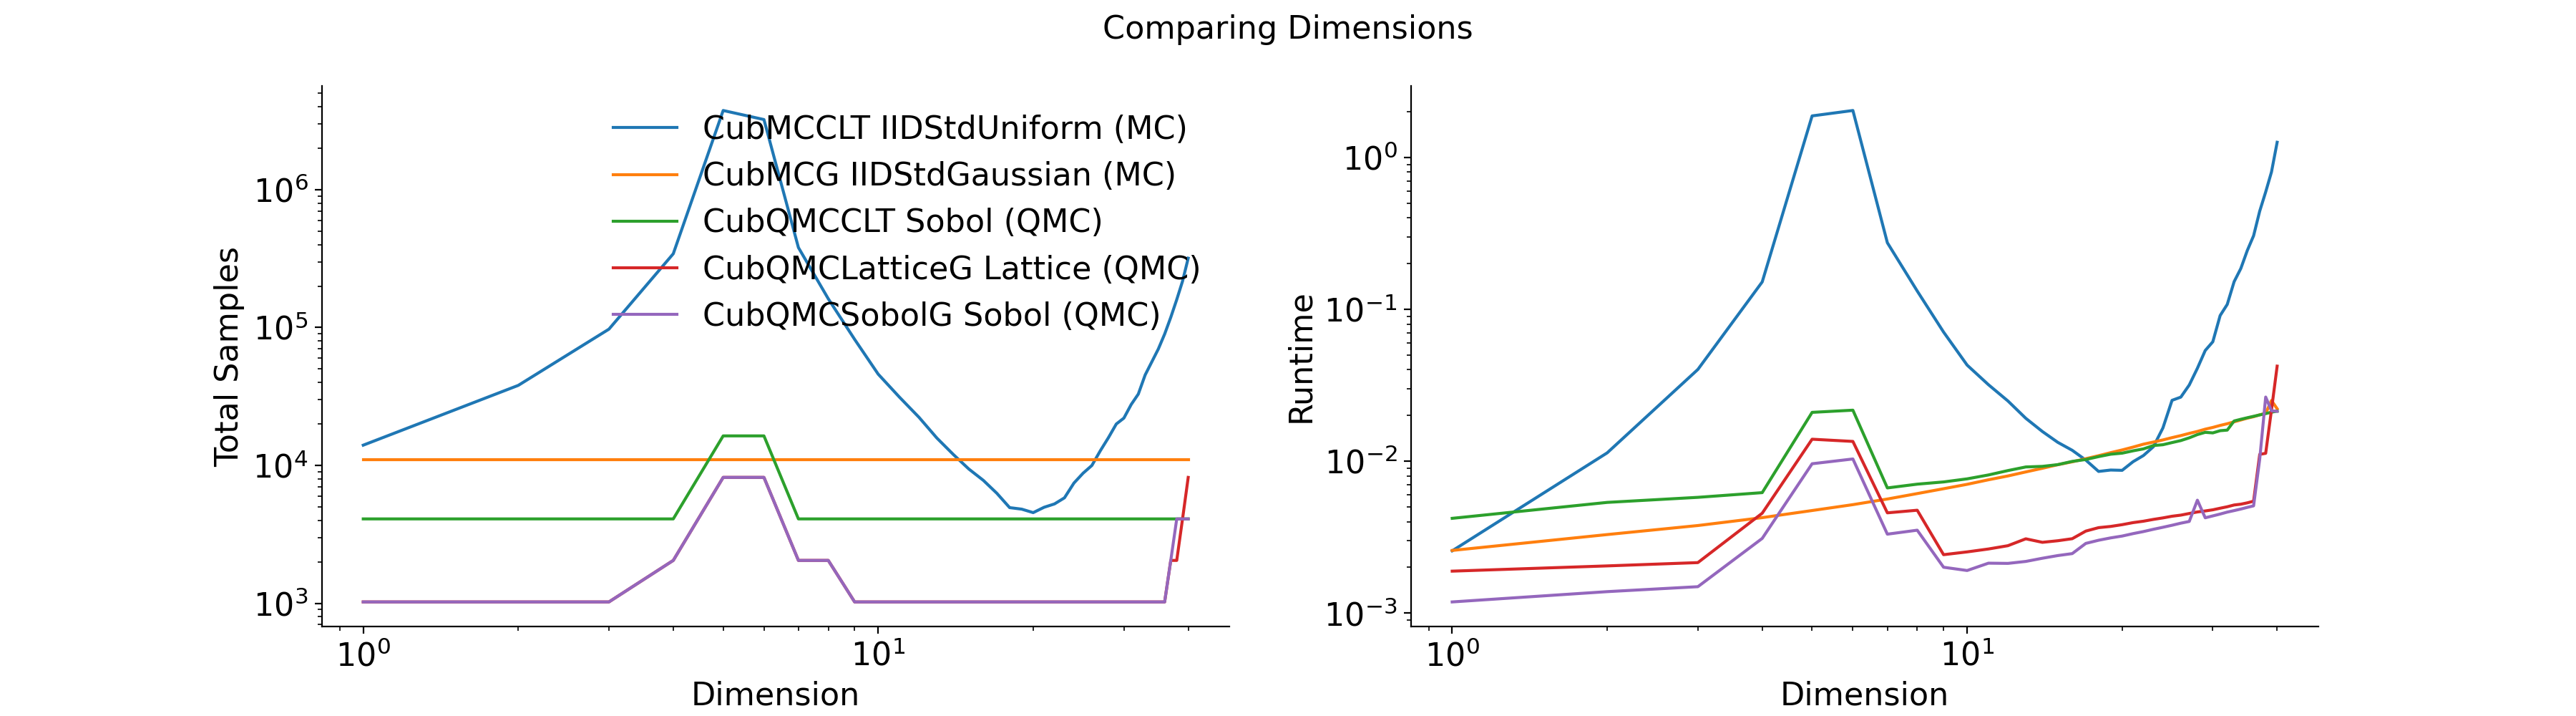 Comparing Dimensions
Total Samples
10⁶
10⁵
10⁴
10³
CubMCCLT IIDStdUniform (MC)
CubMCG IIDStdGaussian (MC)
CubQMCCLT Sobol (QMC)
CubQMCLatticeG Lattice (QMC)
CubQMCSobolG Sobol (QMC)
10⁰ 10¹
Dimension
Runtime
10⁰
10⁻¹
10⁻²
10⁻³
10⁰ 10¹
Dimension